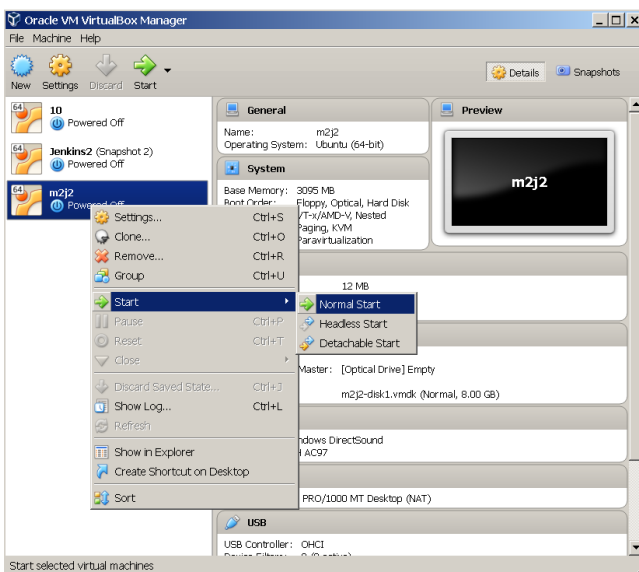 Oracle VM VirtualBox Manager
File Machine Help
New Settings Discard Start
Details Snapshots
64 10
Powered Off
64 Jenkins2 (Snapshot 2)
Powered Off
64 m2j2
Powered Off
General
Name: m2j2
Operating System: Ubuntu (64-bit)
Preview
m2j2
System
Base Memory: 3095 MB
Boot Order: Floppy, Optical, Hard Disk
VT-x/AMD-V, Nested
Paging, KVM
Paravirtualization
Settings... Ctrl+S
Clone... Ctrl+O
Remove... Ctrl+R
Group Ctrl+U
Start
Pause Ctrl+P
Reset Ctrl+T
Close
Discard Saved State... Ctrl+J
Show Log... Ctrl+L
Refresh
Show in Explorer
Create Shortcut on Desktop
Sort
Normal Start
Headless Start
Detachable Start
12 MB
Master: [Optical Drive] Empty
m2j2-disk1.vmdk (Normal, 8.00 GB)
DirectSound
AC97
PRO/1000 MT Desktop (NAT)
USB
USB Controller: OHCI
Start selected virtual machines